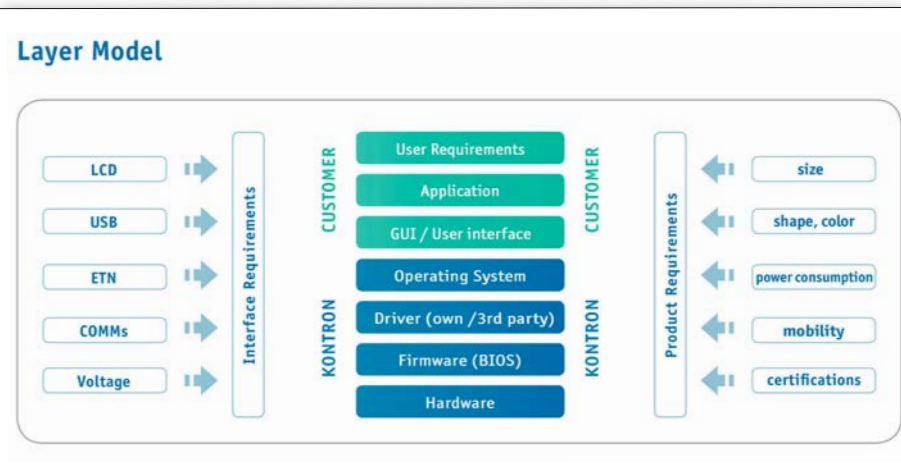 Layer Model
LCD
USB
ETN
COMMs
Voltage
Interface Requirements
CUSTOMER
KONTRON
User Requirements
Application
GUI / User interface
Operating System
Driver (own /3rd party)
Firmware (BIOS)
Hardware
CUSTOMER
KONTRON
Product Requirements
size
shape, color
power consumption
mobility
certifications